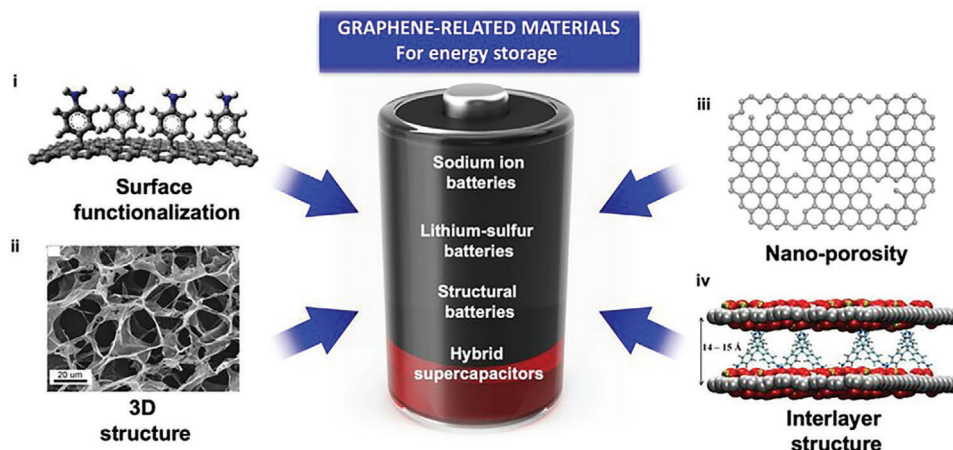 GRAPHENE-RELATED MATERIALS
For energy storage
i
Surface
functionalization
ii
20 um
3D
structure
Sodium ion
batteries
Lithium-sulfur
batteries
Structural
batteries
Hybrid
supercapacitors
iii
Nano-porosity
iv
14 – 15 Å
Interlayer
structure